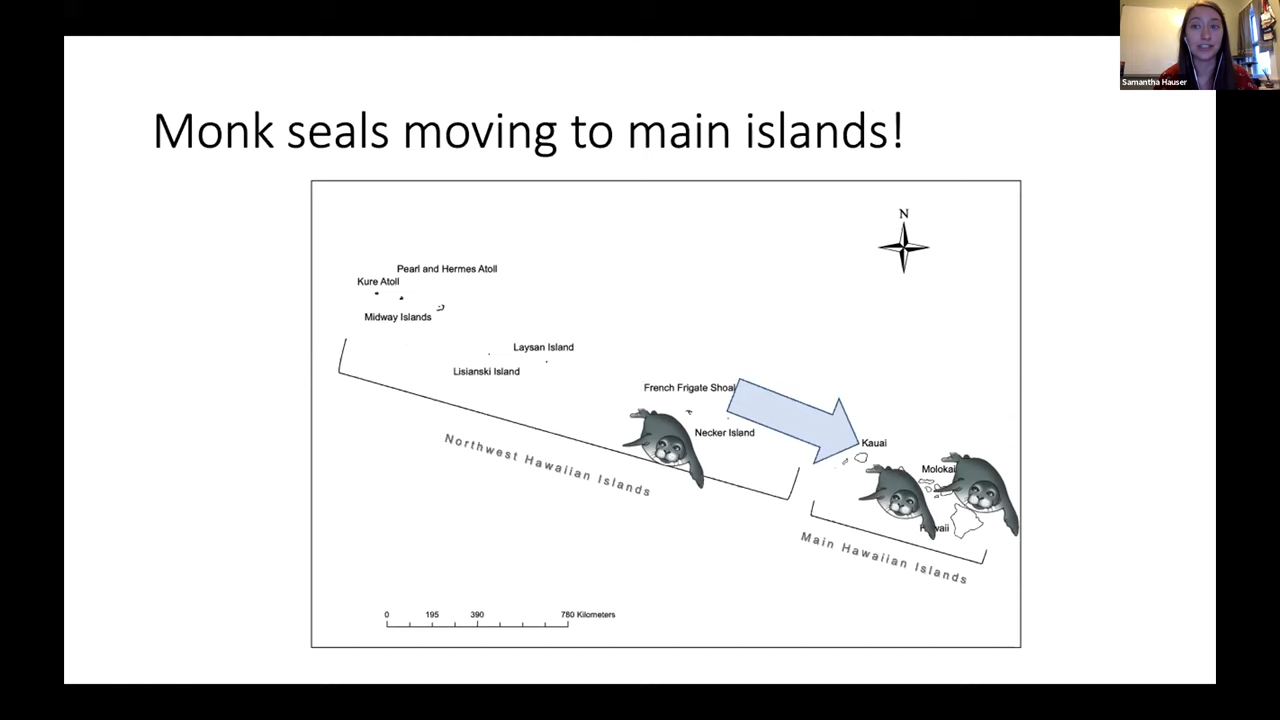 Samantha Hauser
Monk seals moving to main islands!
N
Pearl and Hermes Atoll
Kure Atoll
Midway Islands
Laysan Island
Lisianski Island
French Frigate Shoal
Necker Island
Kauai
Molokai
Northwest Hawaiian Islands
Main Hawaiian Islands
0 195 390 780 Kilometers